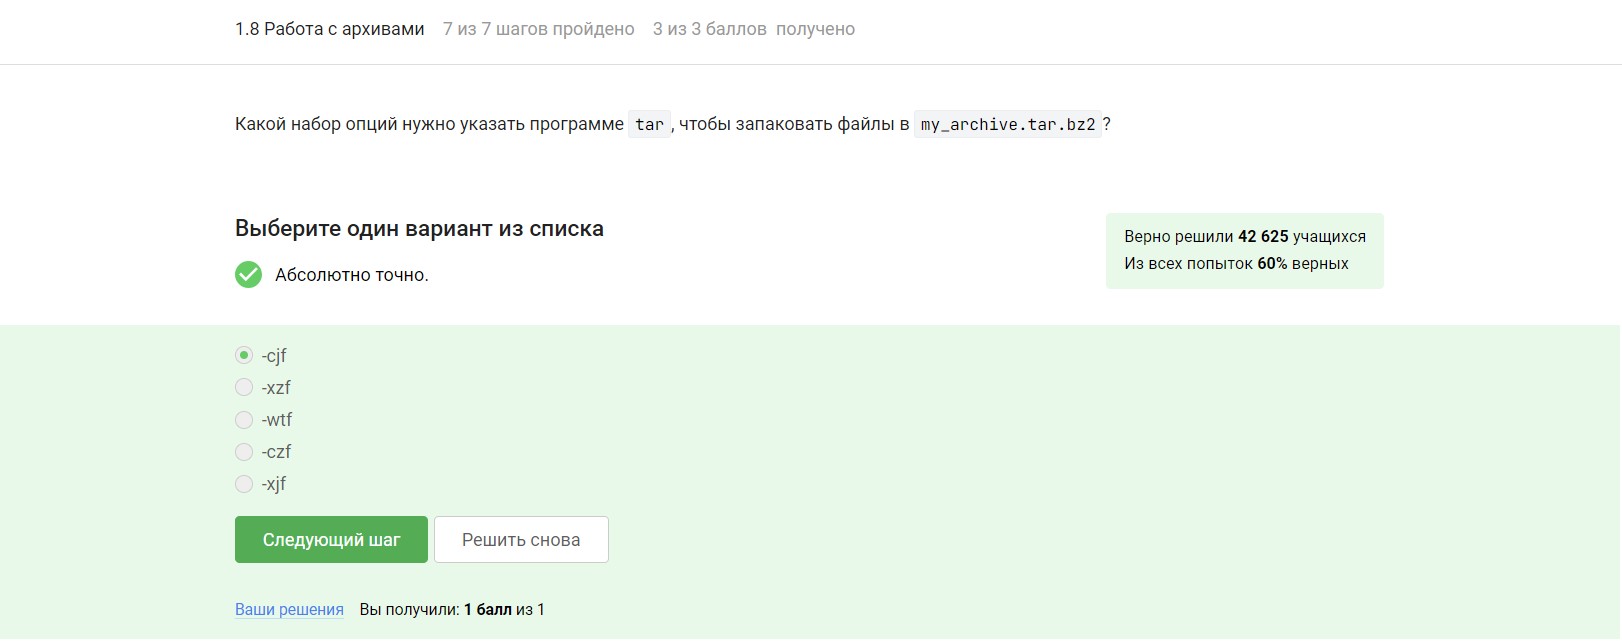 1.8 Работа с архивами 7 из 7 шагов пройдено 3 из 3 баллов получено
Какой набор опций нужно указать программе tar, чтобы запаковать файлы в my_archive.tar.bz2?
Выберите один вариант из списка
Абсолютно точно.
Верно решили 42 625 учащихся
Из всех попыток 60% верных
-cjf
-xzf
-wtf
-czf
-xjf
Следующий шаг Решить снова
Ваши решения Вы получили: 1 балл из 1